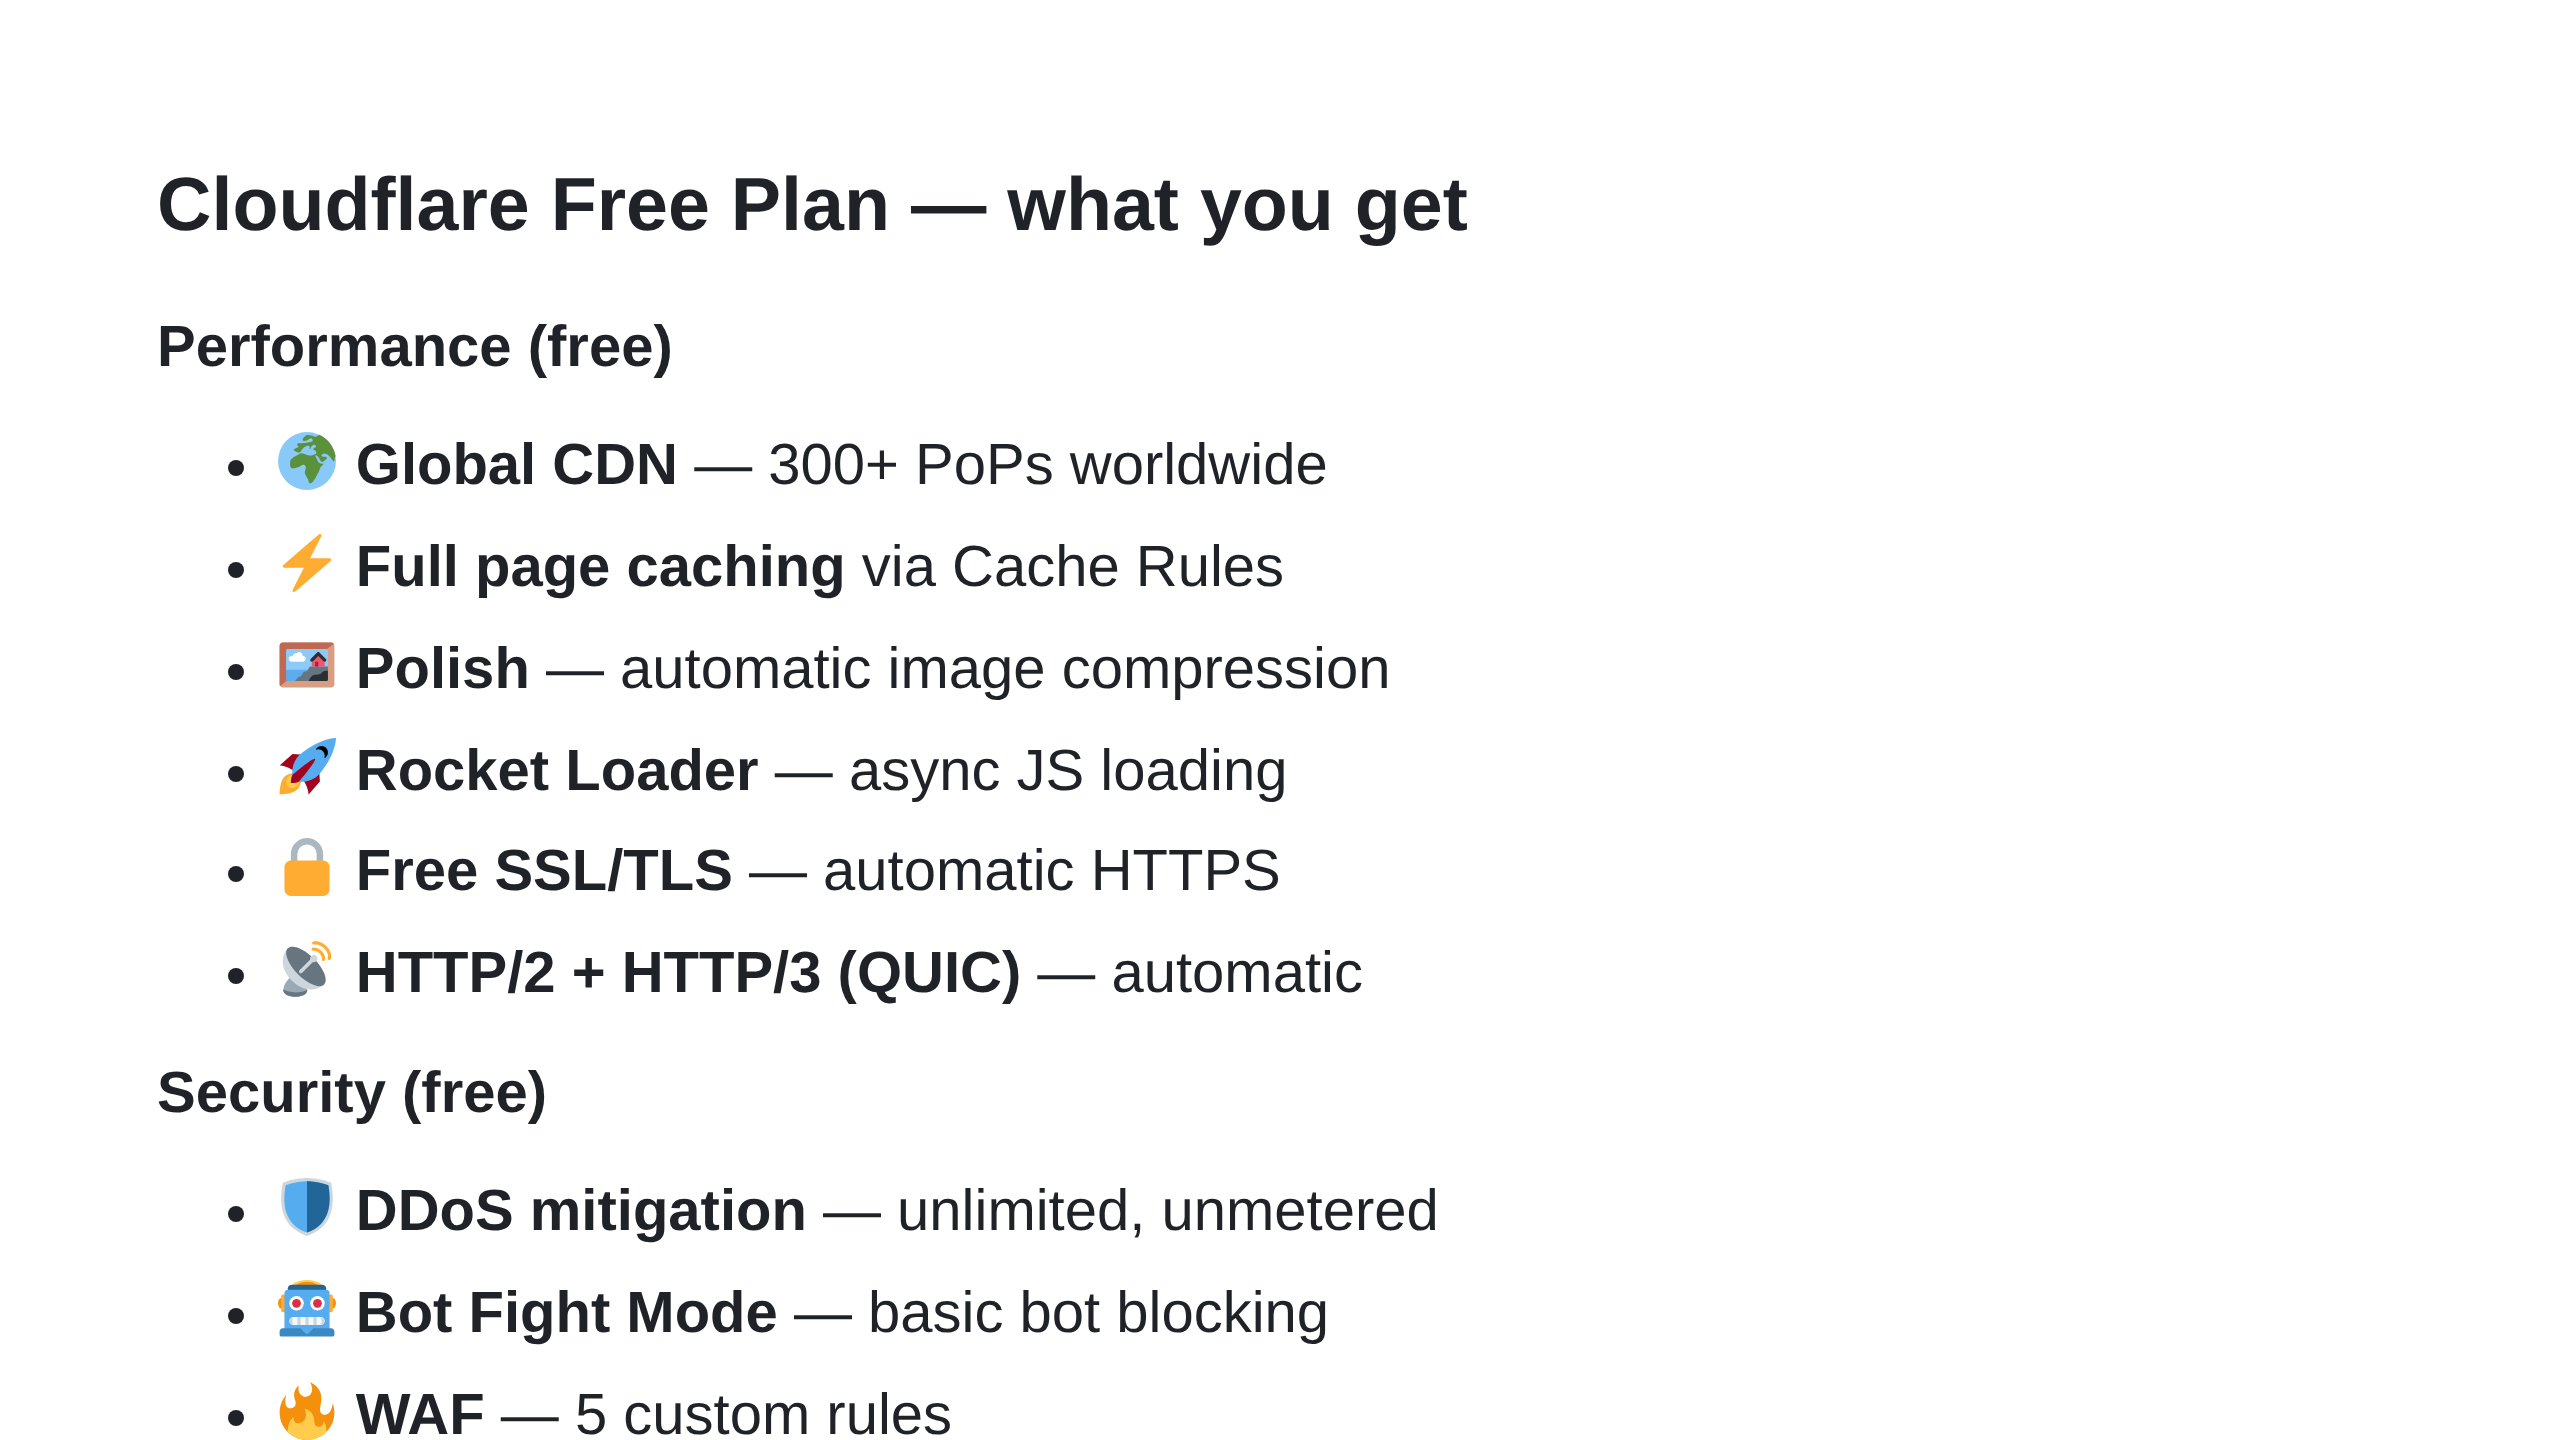 Cloudflare Free Plan — what you get
Performance (free)
• 🌍 Global CDN — 300+ PoPs worldwide
• ⚡ Full page caching via Cache Rules
• 🖼️ Polish — automatic image compression
• 🚀 Rocket Loader — async JS loading
• 🔒 Free SSL/TLS — automatic HTTPS
• 📡 HTTP/2 + HTTP/3 (QUIC) — automatic
Security (free)
• 🛡️ DDoS mitigation — unlimited, unmetered
• 🤖 Bot Fight Mode — basic bot blocking
• 🔥 WAF — 5 custom rules